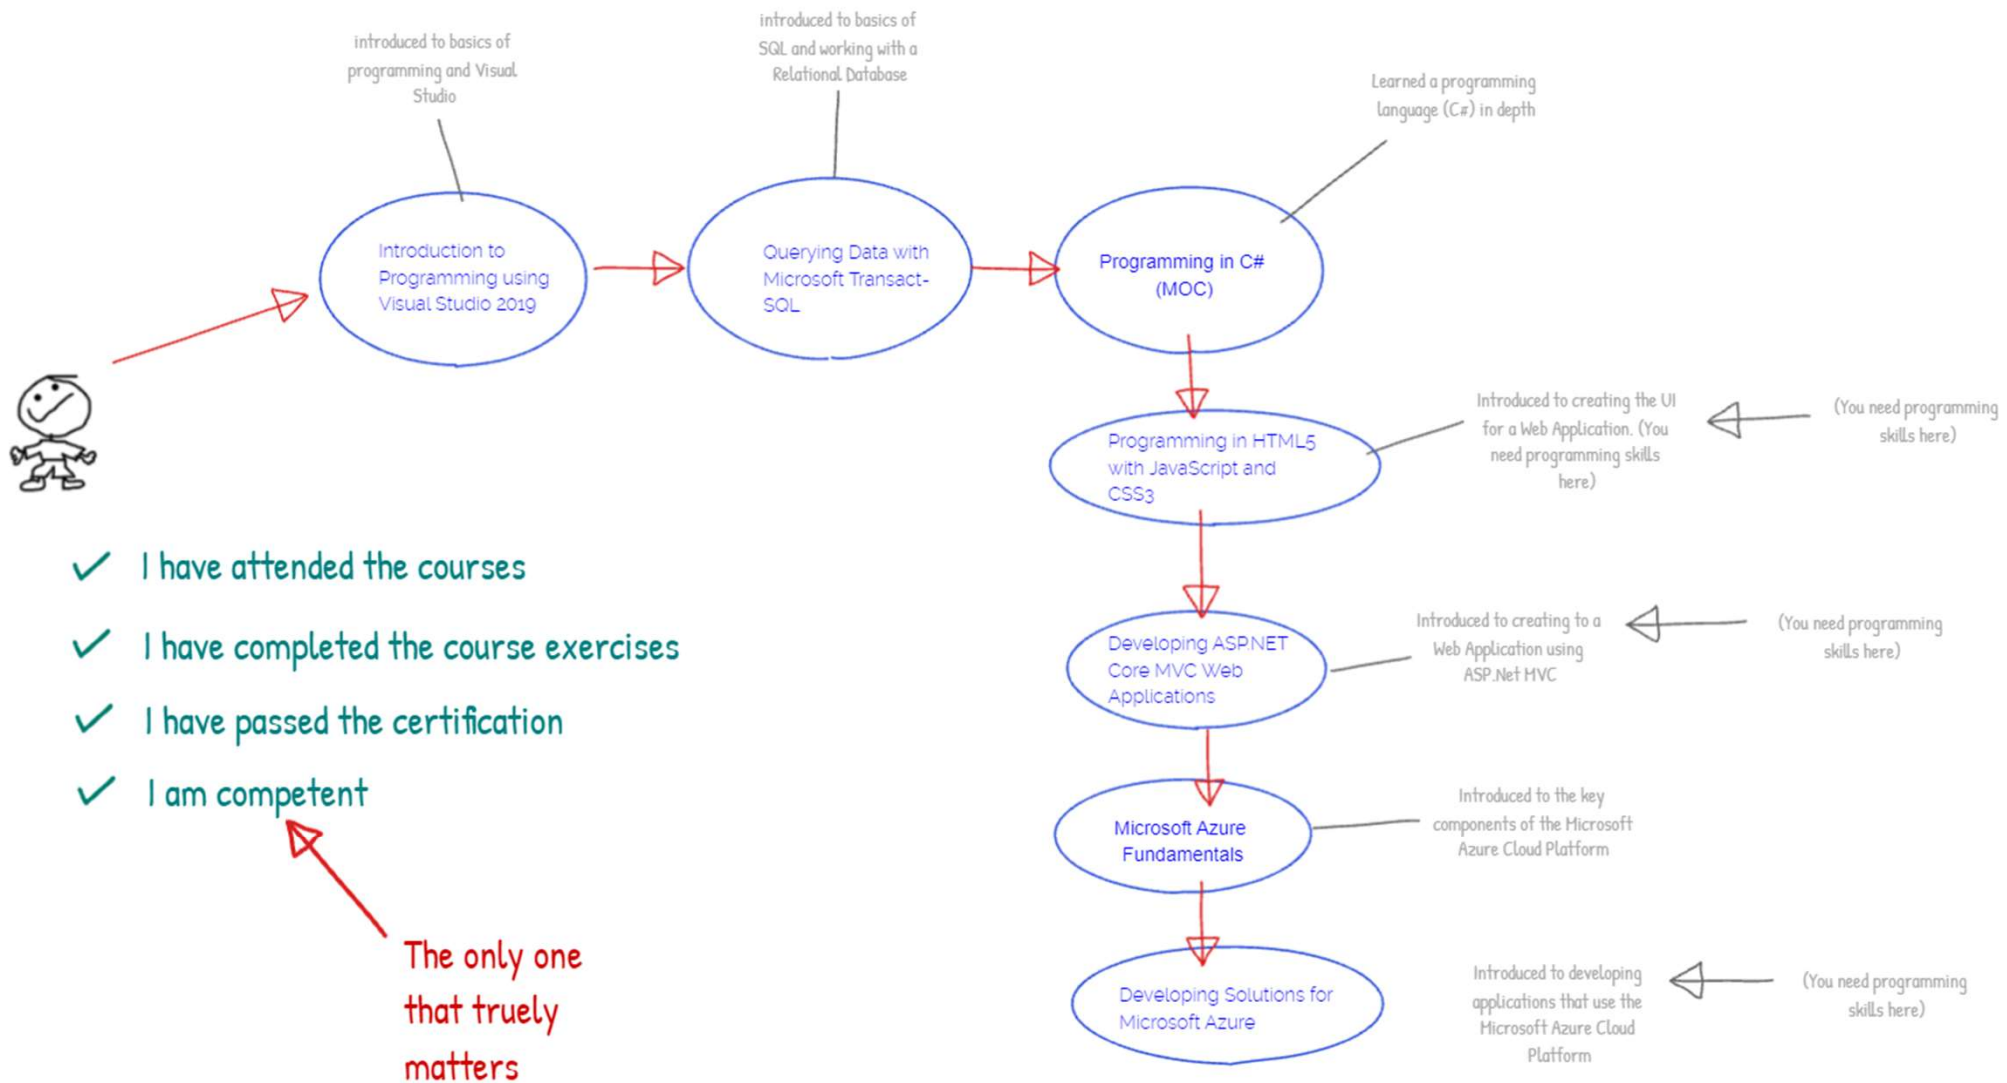 introduced to basics of
programming and Visual
Studio
introduced to basics of
SQL and working with a
Relational Database
Learned a programming
language (C#) in depth
Introduction to
Programming using
Visual Studio 2019
Querying Data with
Microsoft Transact-
SQL
Programming in C#
(MOC)
Programming in HTML5
with JavaScript and
CSS3
Introduced to creating the UI
for a Web Application. (You
need programming skills
here)
(You need programming
skills here)
I have attended the courses
I have completed the course exercises
I have passed the certification
I am competent
The only one
that truely
matters
Developing ASP.NET
Core MVC Web
Applications
Introduced to creating to a
Web Application using
ASP.Net MVC
(You need programming
skills here)
Microsoft Azure
Fundamentals
Introduced to the key
components of the Microsoft
Azure Cloud Platform
Developing Solutions for
Microsoft Azure
Introduced to developing
applications that use the
Microsoft Azure Cloud
Platform
(You need programming
skills here)